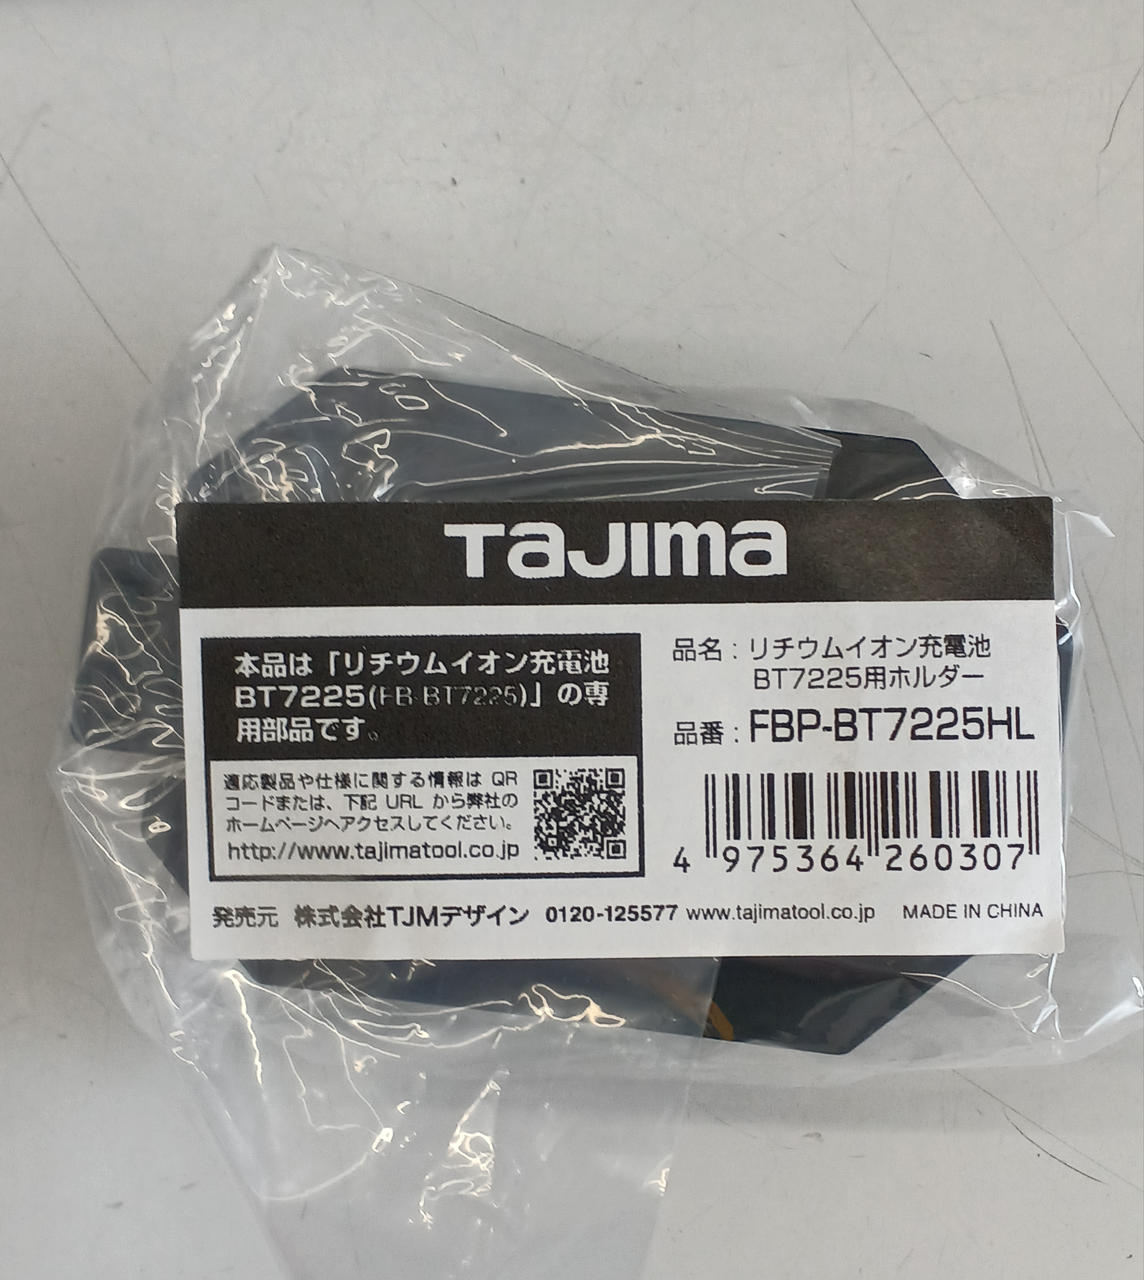 TaJIma
本品は「リチウムイオン充電池
BT7225(FB-BT7225)」の専
用部品です。
適応製品や仕様に関する情報は QR
コードまたは、下記 URL から弊社の
ホームページへアクセスしてください。
http://www.tajimatool.co.jp
品名:リチウムイオン充電池
BT7225用ホルダー
品番:FBP-BT7225HL
4 975364 260307
発売元 株式会社TJMデザイン 0120-125577 www.tajimatool.co.jp MADE IN CHINA